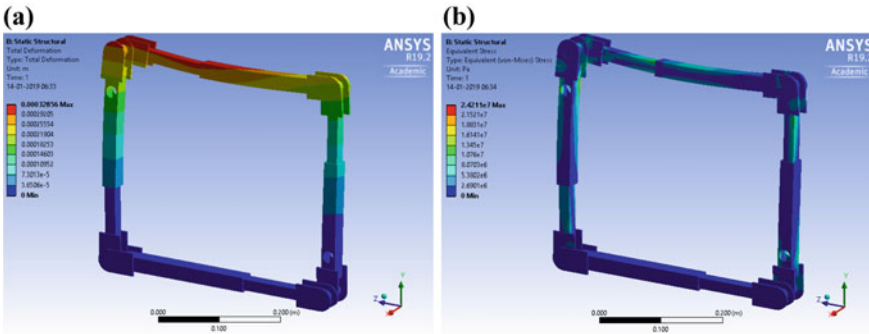 (a)
B: Static Structural
Total Deformation
Type: Total Deformation
Unit: m
Time: 1
14-01-2019 06:33
0.00032856 Max
0.00029205
0.00025554
0.00021904
0.00018253
0.00014603
0.00010952
7.3013e-5
3.6506e-5
0 Min
ANSYS
R19.2
Academic
Y
Z
X
0.000
0.200 (m)
0.100
(b)
B: Static Structural
Equivalent Stress
Type: Equivalent (von-Mises) Stress
Unit: Pa
Time: 1
14-01-2019 06:34
2.4215e7 Max
2.1521e7
1.8831e7
1.6141e7
1.345e7
1.076e7
8.0703e6
5.3802e6
2.6901e6
0 Min
ANSYS
R19.2
Academic
Y
Z
X
0.000
0.200 (m)
0.100